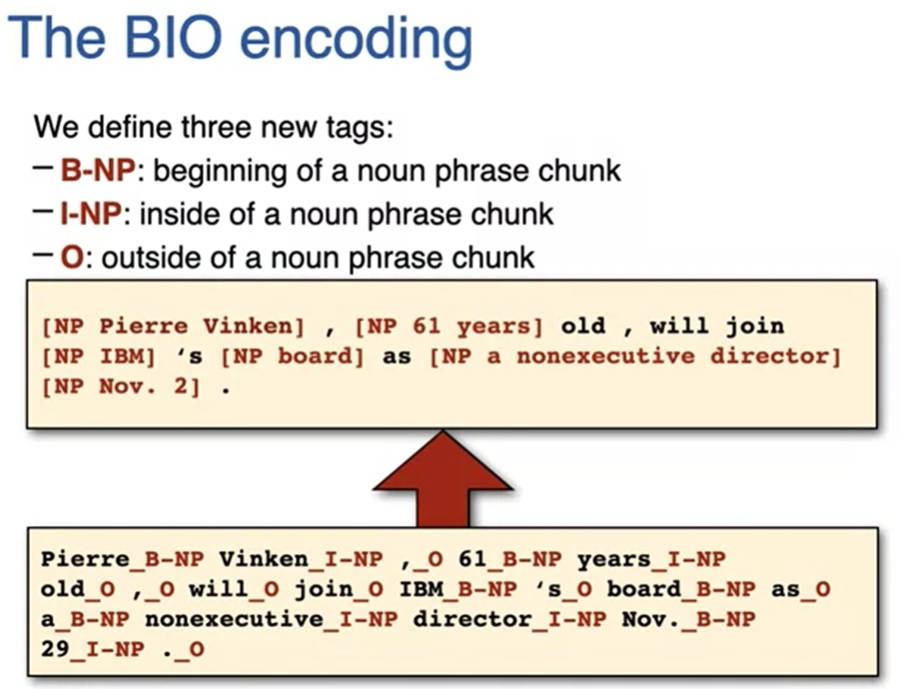 The BIO encoding
We define three new tags:
– B-NP: beginning of a noun phrase chunk
– I-NP: inside of a noun phrase chunk
– O: outside of a noun phrase chunk
[NP Pierre Vinken] , [NP 61 years] old , will join
[NP IBM] ‘s [NP board] as [NP a nonexecutive director]
[NP Nov. 2] .
Pierre_B-NP Vinken_I-NP ,_O 61_B-NP years_I-NP
old_O ,_O will_O join_O IBM_B-NP ‘s_O board_B-NP as_O
a_B-NP nonexecutive_I-NP director_I-NP Nov._B-NP
29_I-NP ._O